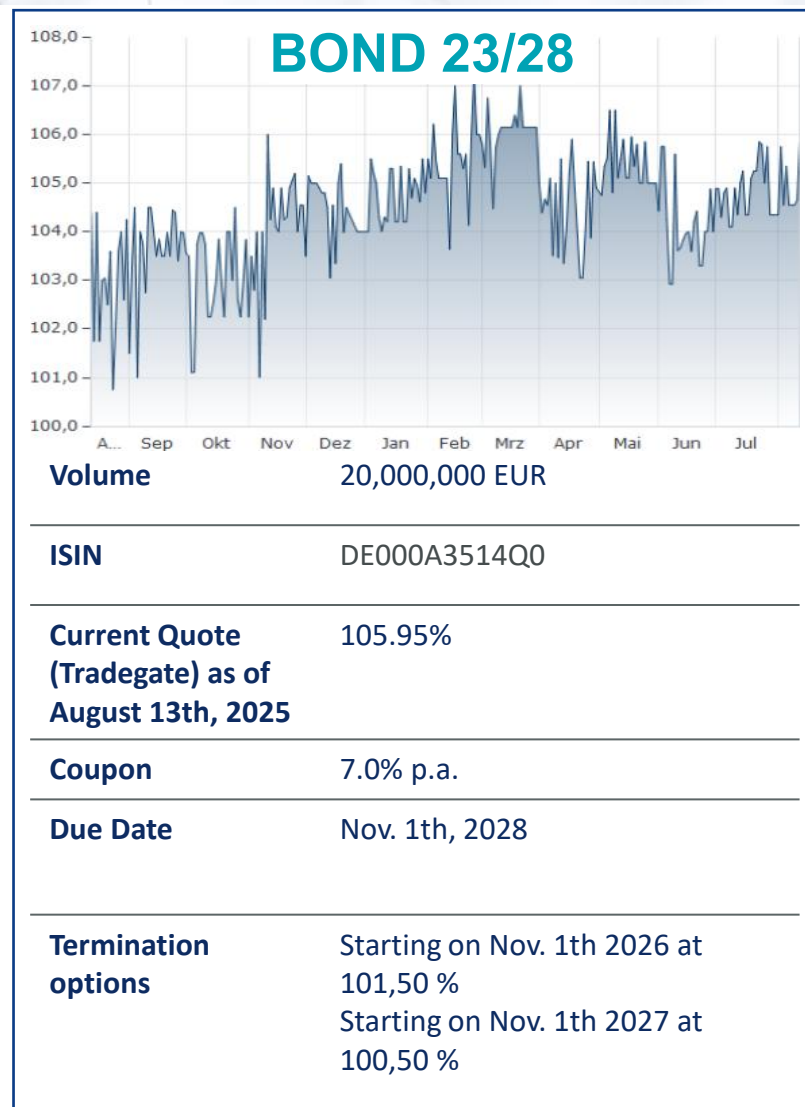 BOND 23/28
108,0
107,0
106,0
105,0
104,0
103,0
102,0
101,0
100,0
A... Sep Okt Nov Dez Jan Feb Mrz Apr Mai Jun Jul
Volume 20,000,000 EUR
ISIN DE000A3514Q0
Current Quote 105.95%
(Tradegate) as of
August 13th, 2025
Coupon 7.0% p.a.
Due Date Nov. 1th, 2028
Termination Starting on Nov. 1th 2026 at
options 101,50 %
Starting on Nov. 1th 2027 at
100,50 %